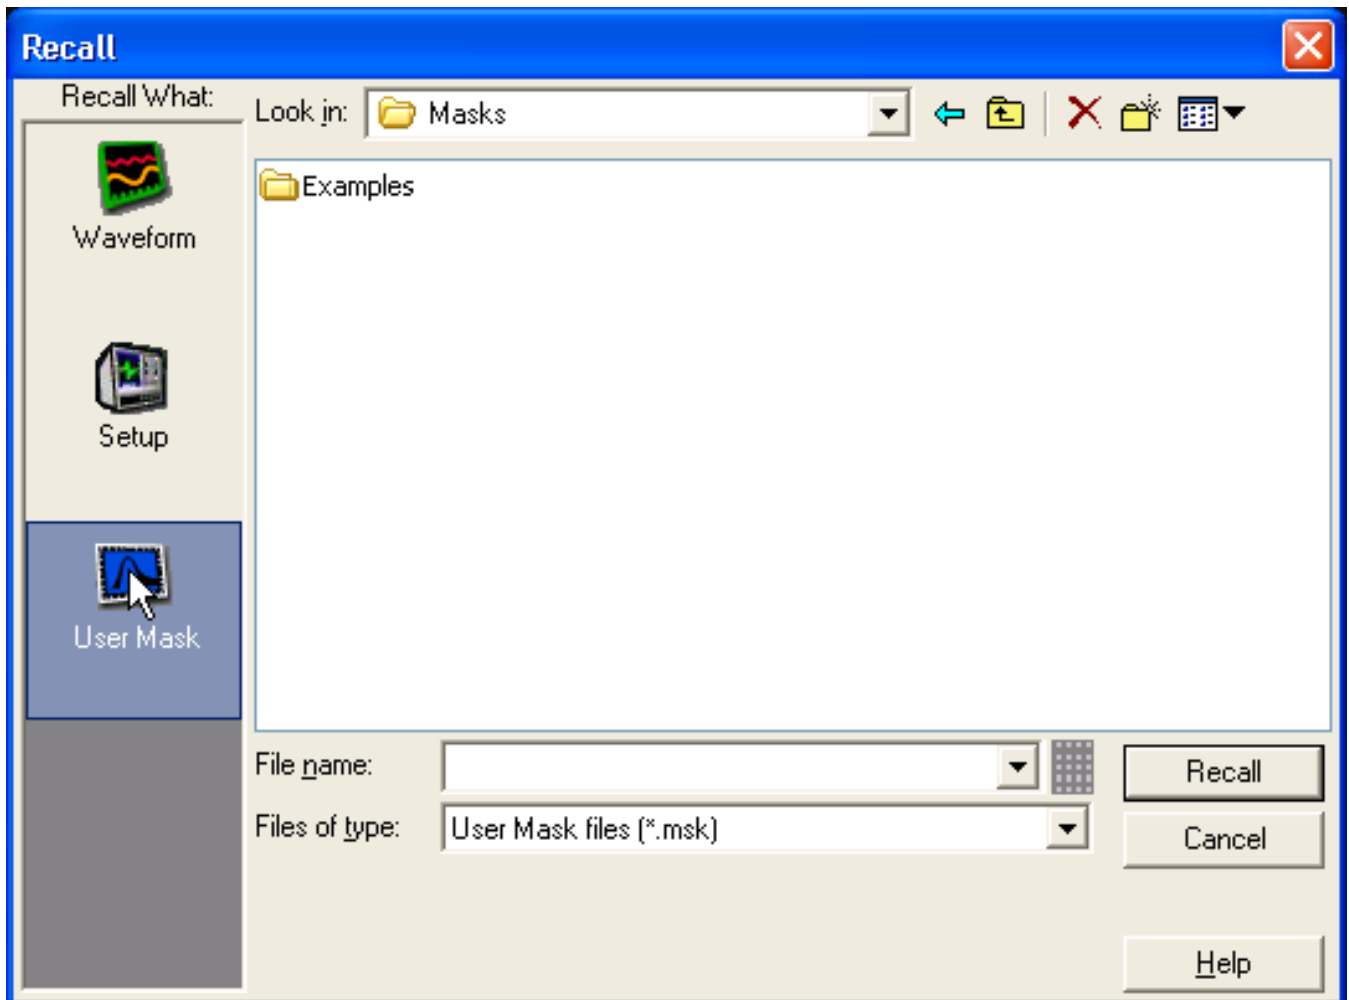 Recall
Recall What:
Look in: Masks
Examples
Waveform
Setup
User Mask
File name:
Recall
Files of type: User Mask files (*.msk)
Cancel
Help